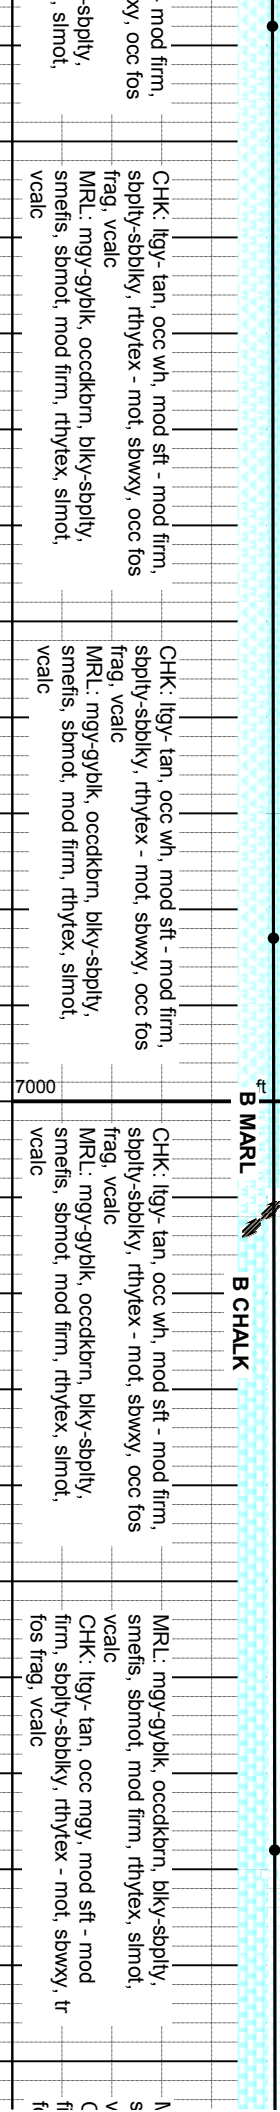 - mod firm,
xy, occ fos
-sbplty,
, slmot,
CHK: ltgy- tan, occ wh, mod sft - mod firm,
sbplty-sbblky, rthytex - mot, sbwxy, occ fos
frag, vcalc
MRL: mgy-gyblk, occdkbrn, blky-sbplty,
smefis, sbmot, mod firm, rthytex, slmot,
vcalc
CHK: ltgy- tan, occ wh, mod sft - mod firm,
sbplty-sbblky, rthytex - mot, sbwxy, occ fos
frag, vcalc
MRL: mgy-gyblk, occdkbrn, blky-sbplty,
smefis, sbmot, mod firm, rthytex, slmot,
vcalc
ft
7000
B MARL
B CHALK
CHK: ltgy- tan, occ wh, mod sft - mod firm,
sbplty-sbblky, rthytex - mot, sbwxy, occ fos
frag, vcalc
MRL: mgy-gyblk, occdkbrn, blky-sbplty,
smefis, sbmot, mod firm, rthytex, slmot,
vcalc
MRL: mgy-gyblk, occdkbrn, blky-sbplty,
smefis, sbmot, mod firm, rthytex, slmot,
vcalc
CHK: ltgy- tan, occ mgy, mod sft - mod
firm, sbplty-sbblky, rthytex - mot, sbwxy, tr
fos frag, vcalc